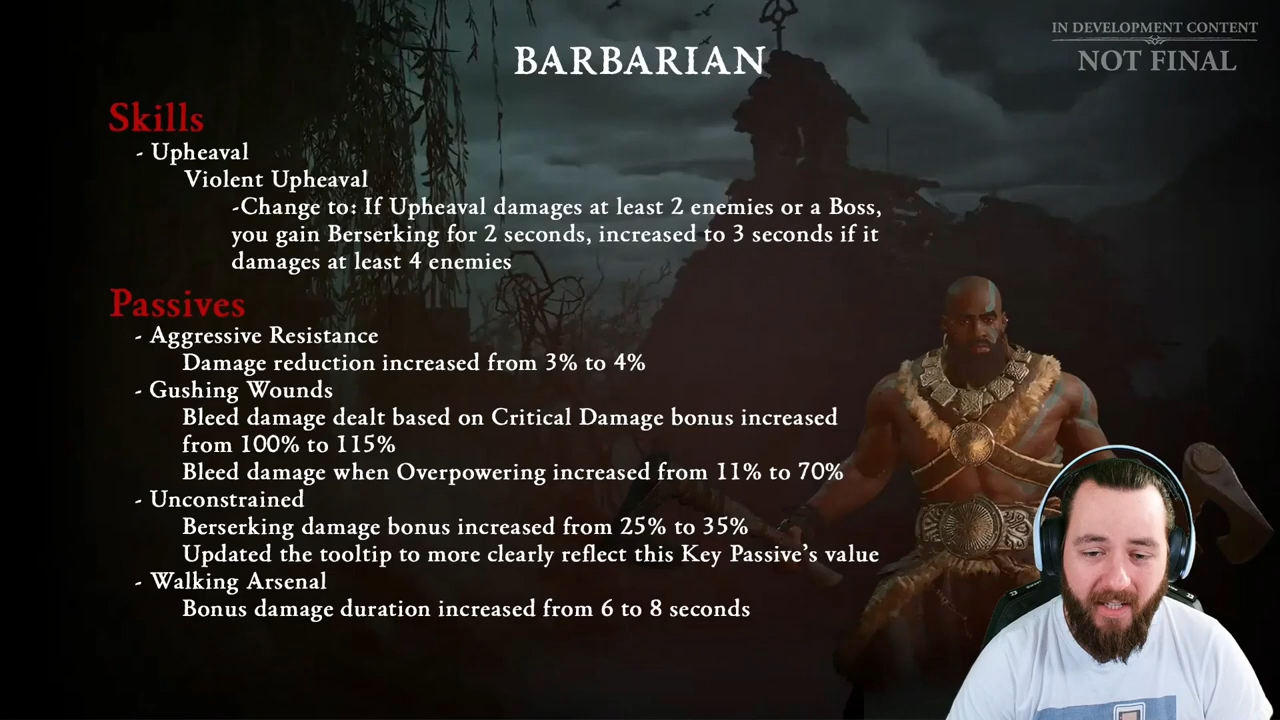 IN DEVELOPMENT CONTENT
NOT FINAL
BARBARIAN
Skills
- Upheaval
Violent Upheaval
-Change to: If Upheaval damages at least 2 enemies or a Boss,
you gain Berserking for 2 seconds, increased to 3 seconds if it
damages at least 4 enemies
Passives
- Aggressive Resistance
Damage reduction increased from 3% to 4%
- Gushing Wounds
Bleed damage dealt based on Critical Damage bonus increased
from 100% to 115%
Bleed damage when Overpowering increased from 11% to 70%
- Unconstrained
Berserking damage bonus increased from 25% to 35%
Updated the tooltip to more clearly reflect this Key Passive's value
- Walking Arsenal
Bonus damage duration increased from 6 to 8 seconds